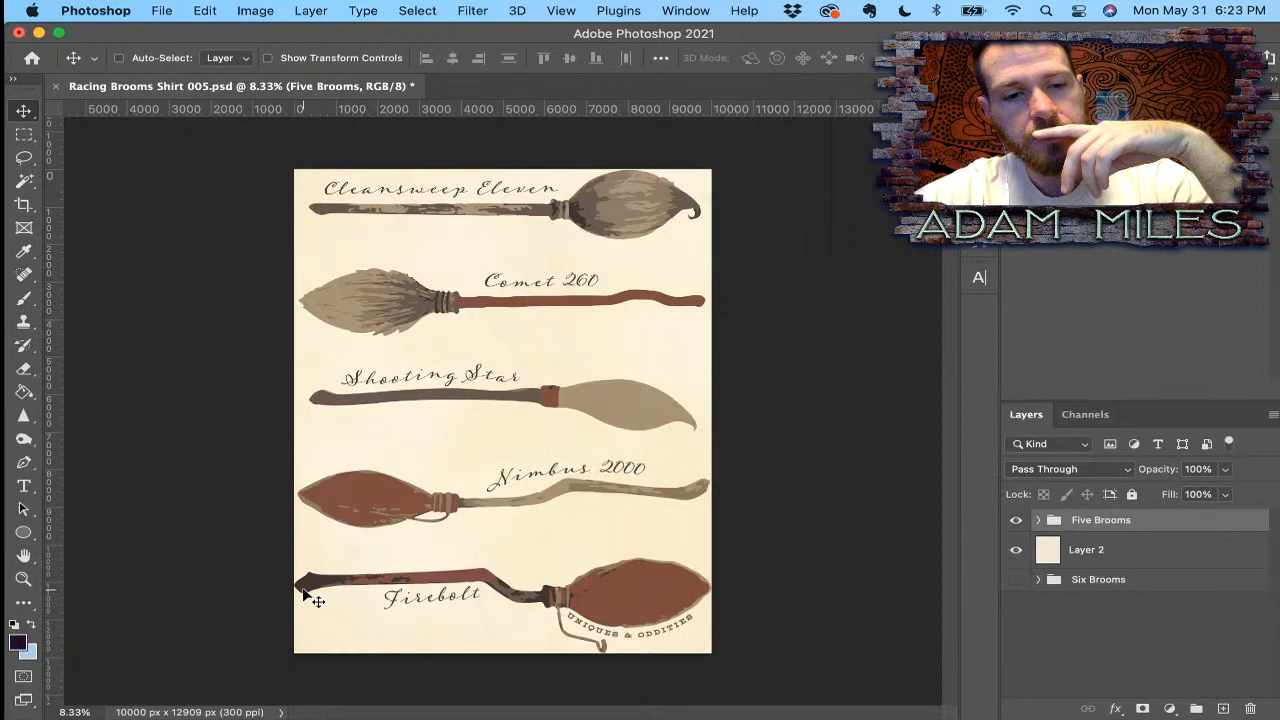 Photoshop File Edit Image Layer Type Select Filter 3D View Plugins Window Help Mon May 31 6:23 PM
Adobe Photoshop 2021
Auto-Select: Layer Show Transform Controls 3D Mode:
Racing Brooms Shirt 005.psd @ 8.33% (Five Brooms, RGB/8) *
5000 4000 3000 2000 1000 0 1000 2000 3000 4000 5000 6000 7000 8000 9000 10000 11000 12000 13000
ADAM MILES
Cleansweep Eleven
Comet 260
Shooting Star
Nimbus 2000
Firebolt
UNIQUES & ODDITIES
A
Layers Channels
Kind
Pass Through Opacity: 100%
Lock: Fill: 100%
Five Brooms
Layer 2
Six Brooms
8.33% 10000 px x 12909 px (300 ppi)